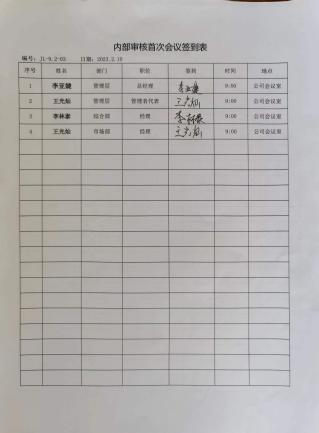 内部审核首次会议签到表
编号：JL-9.2-03 日期：2023.2.10
序号 姓名 部门 职位 签到 时间 地点
1 李亚键 管理层 总经理 李亚键 9:00 公司会议室
2 王光灿 管理层 管理者代表 王光灿 9:00 公司会议室
3 李林泰 综合部 经理 李林泰 9:00 公司会议室
4 王光灿 市场部 经理 王光灿 9:00 公司会议室